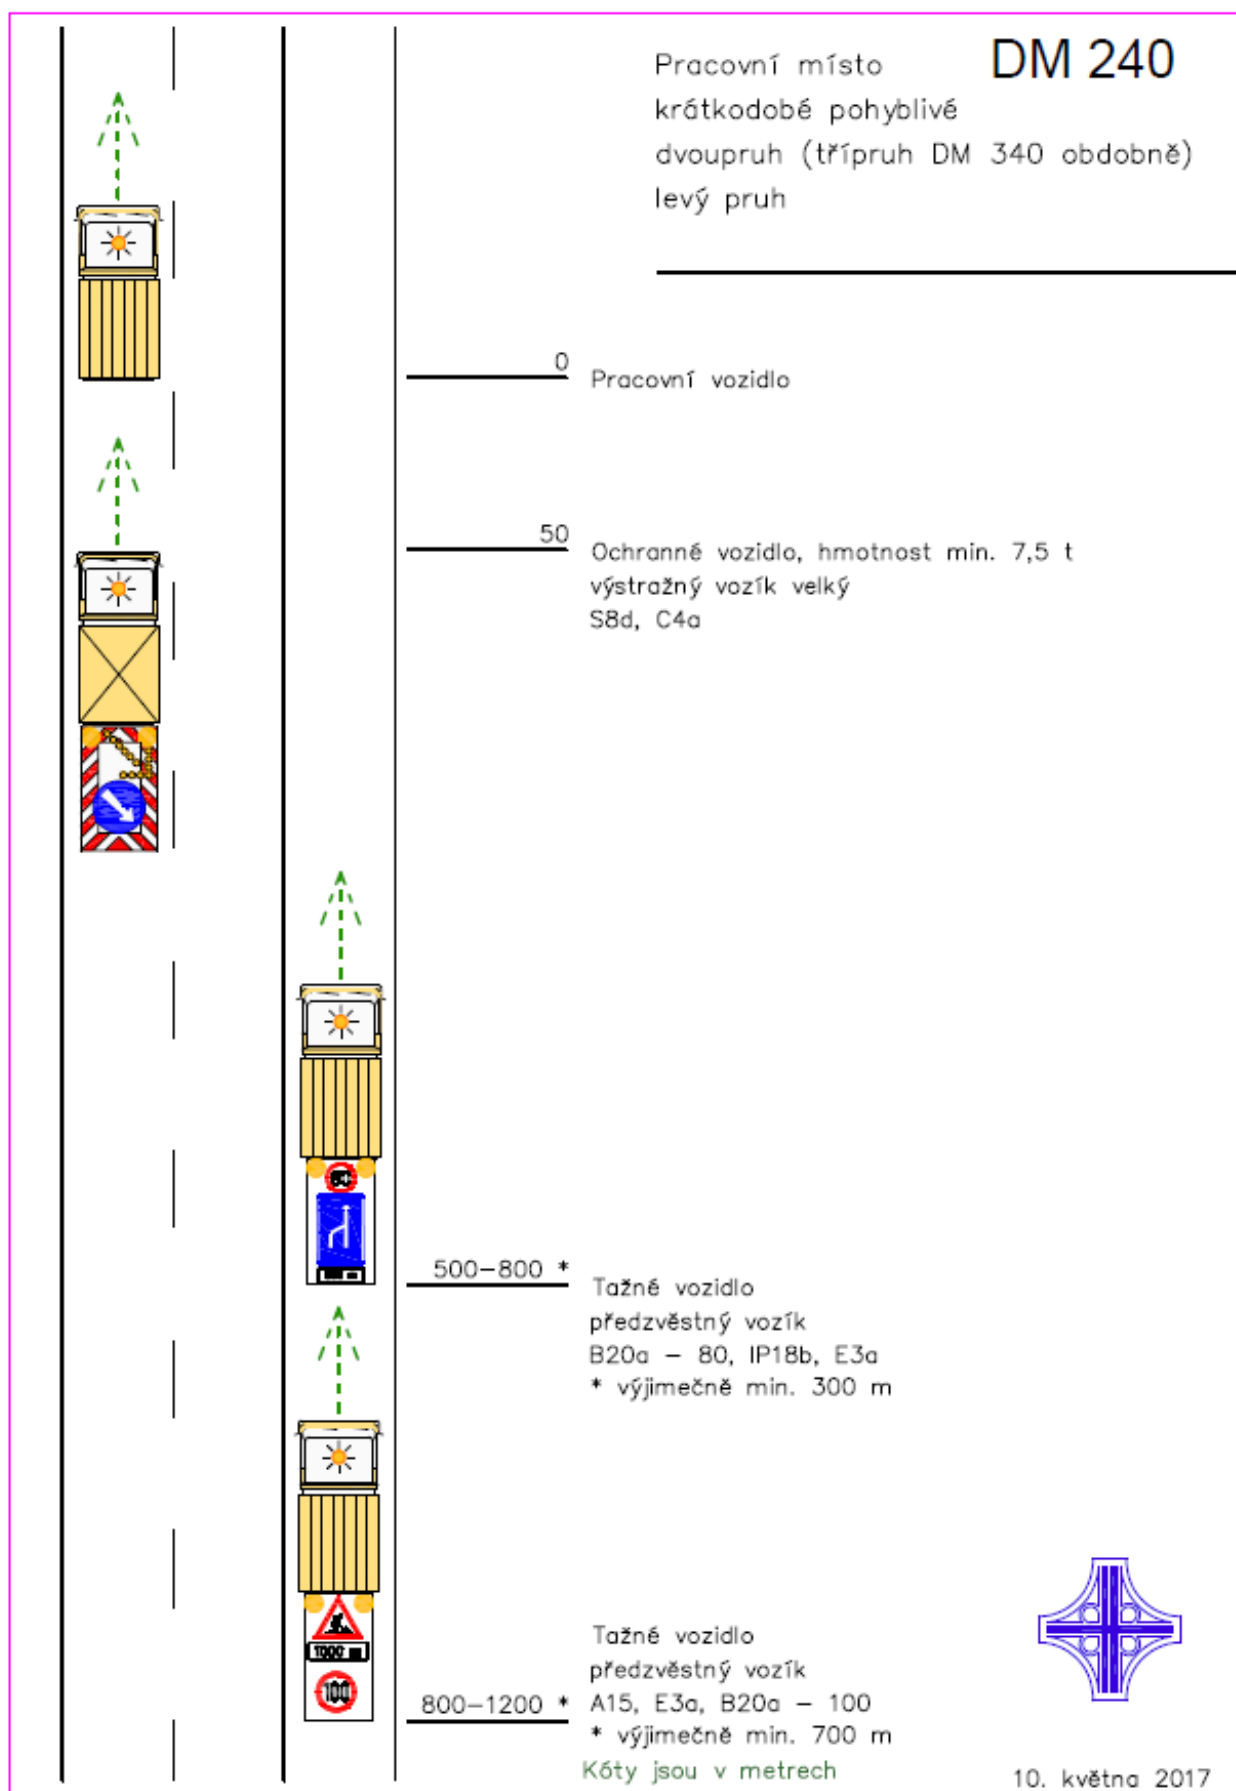 Pracovní místo DM 240
krátkodobé pohyblivé
dvoupruh (třípruh DM 340 obdobně)
levý pruh
0 Pracovní vozidlo
50 Ochranné vozidlo, hmotnost min. 7,5 t
výstražný vozík velký
S8d, C4a
500-800 * Tažné vozidlo
předzvěstný vozík
B20a - 80, IP18b, E3a
* výjimečně min. 300 m
1000 m
100
Tažné vozidlo
předzvěstný vozík
800-1200 * A15, E3a, B20a - 100
* výjimečně min. 700 m
Kóty jsou v metrech
10. května 2017